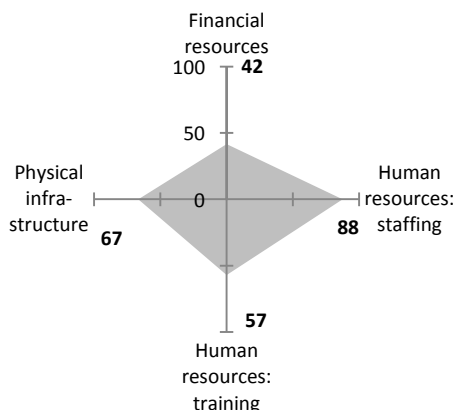 Financial
resources
100
42
50
Physical
infra-
structure
0
Human
resources:
staffing
67
88
57
Human
resources:
training